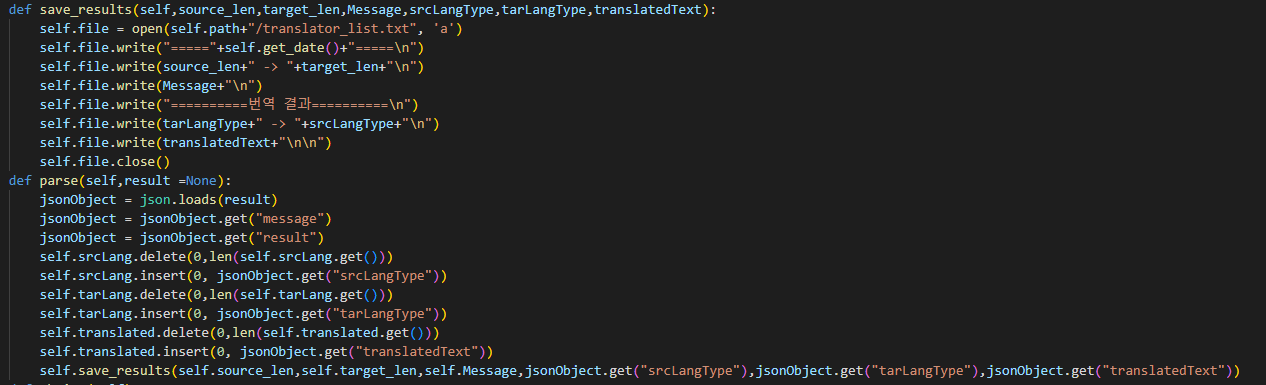 def save_results(self,source_len,target_len,Message,srcLangType,tarLangType,translatedText):
    self.file = open(self.path+"/translator_list.txt", 'a')
    self.file.write("====="+self.get_date()+"=====\n")
    self.file.write(source_len+" -> "+target_len+"\n")
    self.file.write(Message+"\n")
    self.file.write("==========번역 결과==========\n")
    self.file.write(tarLangType+" -> "+srcLangType+"\n")
    self.file.write(translatedText+"\n\n")
    self.file.close()
def parse(self,result =None):
    jsonObject = json.loads(result)
    jsonObject = jsonObject.get("message")
    jsonObject = jsonObject.get("result")
    self.srcLang.delete(0,len(self.srcLang.get()))
    self.srcLang.insert(0, jsonObject.get("srcLangType"))
    self.tarLang.delete(0,len(self.tarLang.get()))
    self.tarLang.insert(0, jsonObject.get("tarLangType"))
    self.translated.delete(0,len(self.translated.get()))
    self.translated.insert(0, jsonObject.get("translatedText"))
    self.save_results(self.source_len,self.target_len,self.Message,jsonObject.get("srcLangType"),jsonObject.get("tarLangType"),jsonObject.get("translatedText"))